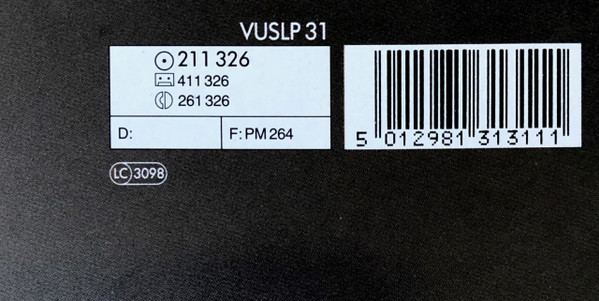 VUSLP 31
211 326
411 326
261 326
D: F: PM 264
5 012981 313111
LC 3098